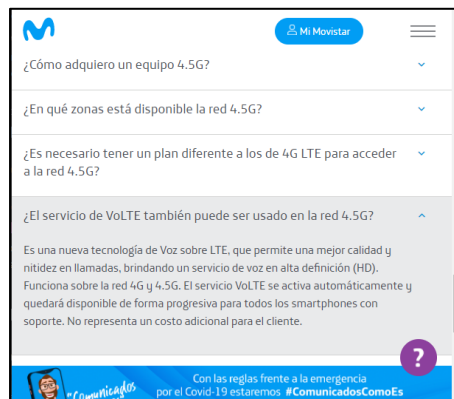 Mi Movistar
¿Cómo adquiero un equipo 4.5G?
¿En qué zonas está disponible la red 4.5G?
¿Es necesario tener un plan diferente a los de 4G LTE para acceder
a la red 4.5G?
¿El servicio de VoLTE también puede ser usado en la red 4.5G?
Es una nueva tecnología de Voz sobre LTE, que permite una mejor calidad y
nitidez en llamadas, brindando un servicio de voz en alta definición (HD).
Funciona sobre la red 4G y 4.5G. El servicio VoLTE se activa automáticamente y
quedará disponible de forma progresiva para todos los smartphones con
soporte. No representa un costo adicional para el cliente.
?
"Comunicados
Con las reglas frente a la emergencia
por el Covid-19 estaremos #ComunicadosComoEs